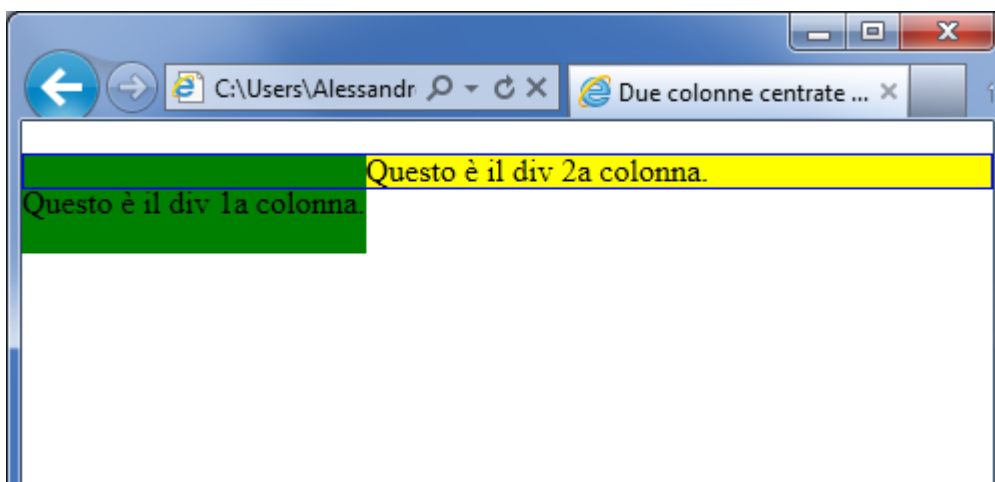 C:\Users\Alessandr
Due colonne centrate ...
Questo è il div 2a colonna.
Questo è il div 1a colonna.